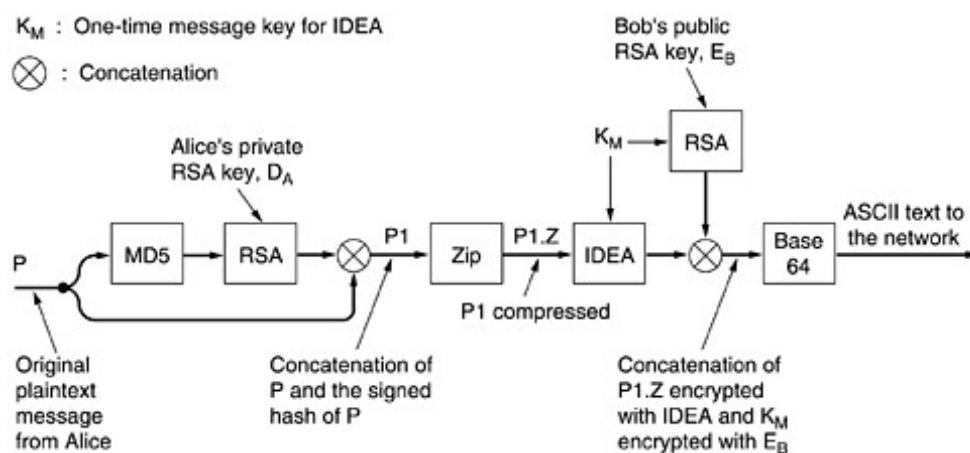 K_M : One-time message key for IDEA
⊗ : Concatenation
Bob's public
RSA key, E_B
Alice's private
RSA key, D_A
K_M
RSA
P
MD5
RSA
P1
Zip
P1.Z
IDEA
Base
64
ASCII text to
the network
P1 compressed
Original
plaintext
message
from Alice
Concatenation of
P and the signed
hash of P
Concatenation of
P1.Z encrypted
with IDEA and K_M
encrypted with E_B